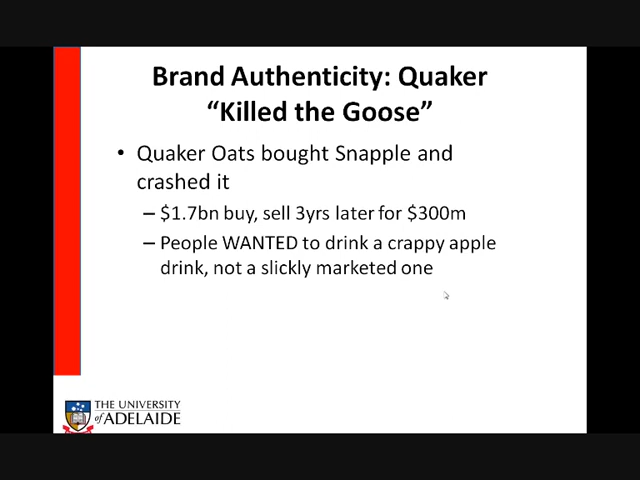 Brand Authenticity: Quaker
“Killed the Goose”
• Quaker Oats bought Snapple and
crashed it
– $1.7bn buy, sell 3yrs later for $300m
– People WANTED to drink a crappy apple
drink, not a slickly marketed one
THE UNIVERSITY
of ADELAIDE